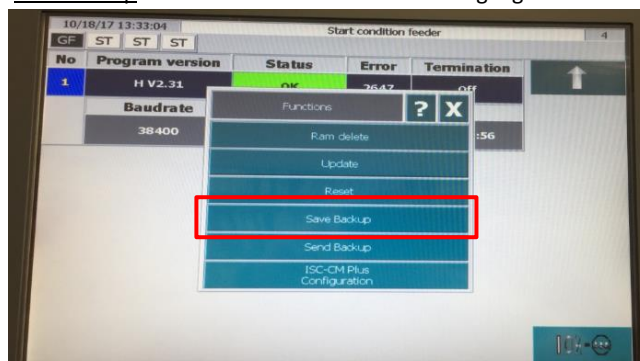 10/18/17 13:33:04 Start condition feeder 4
GF ST ST ST
No Program version Status Error Termination
1 H V2.31 OK 2647 Off
Baudrate Functions ? X
38400 :56
Ram delete
Update
Reset
Save Backup
Send Backup
ISC-CM Plus
Configuration